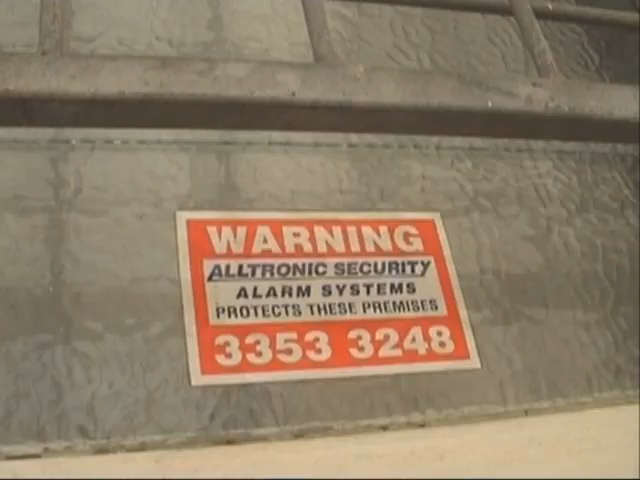 WARNING
ALLTRONIC SECURITY
ALARM SYSTEMS
PROTECTS THESE PREMISES
3353 3248